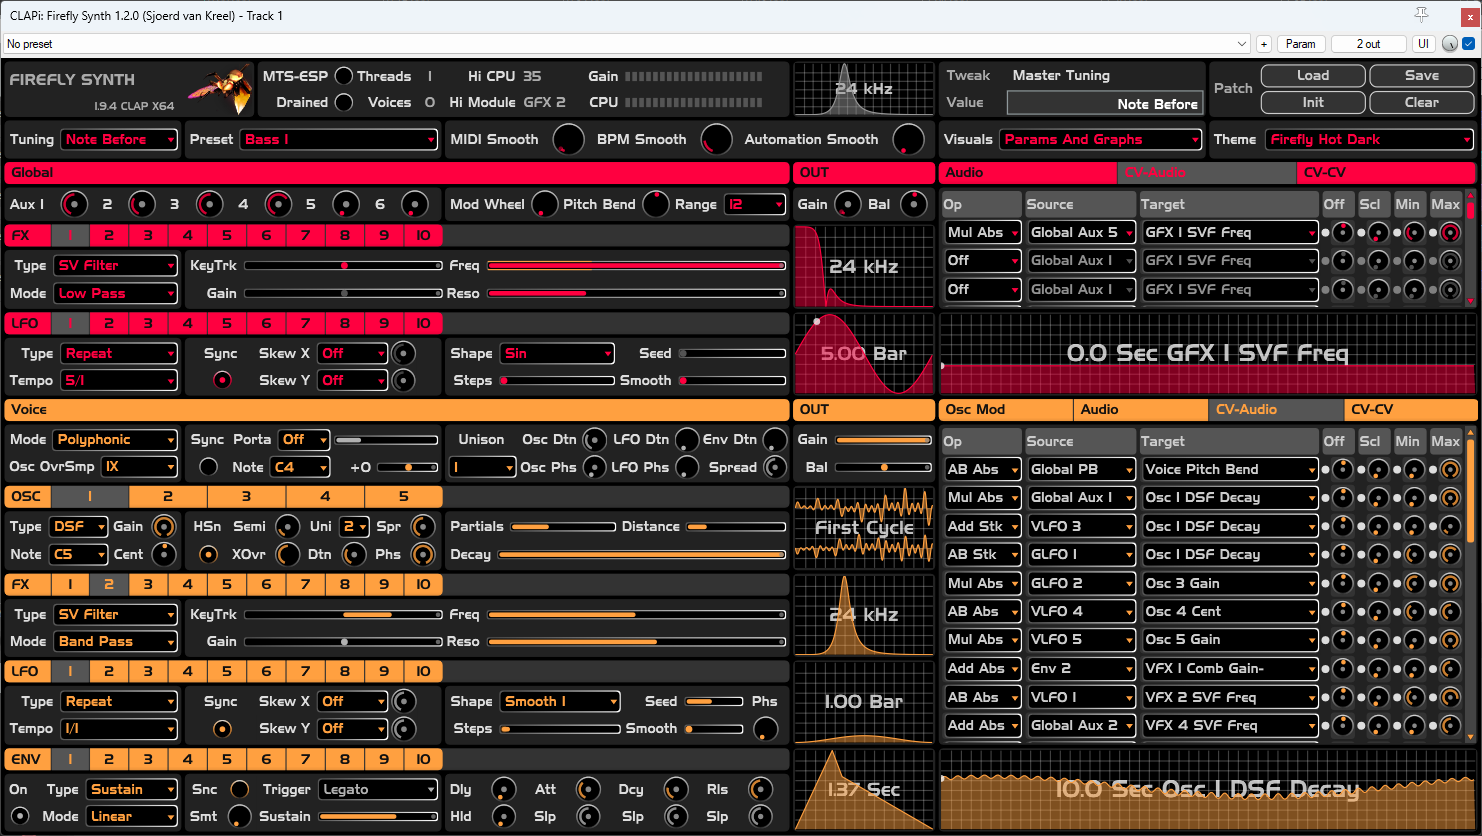 CLAPi: Firefly Synth 1.2.0 (Sjoerd van Kreel) - Track 1
No preset + Param 2 out UI
FIREFLY SYNTH
1.9.4 CLAP X64
MTS-ESP Threads 1 Hi CPU 35 Gain
Drained Voices 0 Hi Module GFX 2 CPU
24 kHz
Tweak Master Tuning
Value Note Before
Patch Load Save
Init Clear
Tuning Note Before Preset Bass 1 MIDI Smooth BPM Smooth Automation Smooth
Visuals Params And Graphs Theme Firefly Hot Dark
Global OUT Audio CV-Audio CV-CV
Aux 1 2 3 4 5 6 Mod Wheel Pitch Bend Range 12 Gain Bal
Op Source Target Off Scl Min Max
Mul Abs Global Aux 5 GFX 1 SVF Freq
Off Global Aux 1 GFX 1 SVF Freq
Off Global Aux 1 GFX 1 SVF Freq
FX 1 2 3 4 5 6 7 8 9 10
Type SV Filter KeyTrk Freq
Mode Low Pass Gain Reso
24 kHz
LFO 1 2 3 4 5 6 7 8 9 10
Type Repeat Sync Skew X Off Shape Sin Seed
Tempo 5/1 Skew Y Off Steps Smooth
5.00 Bar
0.0 Sec GFX 1 SVF Freq
Voice OUT Osc Mod Audio CV-Audio CV-CV
Mode Polyphonic Sync Porta Off Unison Osc Dtn LFO Dtn Env Dtn Gain
Osc OvrSmp 1X Note C4 +0 1 Osc Phs LFO Phs Spread Bal
Op Source Target Off Scl Min Max
AB Abs Global PB Voice Pitch Bend
Mul Abs Global Aux 1 Osc 1 DSF Decay
Add Stk VLFO 3 Osc 1 DSF Decay
AB Stk GLFO 1 Osc 1 DSF Decay
Mul Abs GLFO 2 Osc 3 Gain
AB Abs VLFO 4 Osc 4 Cent
Mul Abs VLFO 5 Osc 5 Gain
Add Abs Env 2 VFX 1 Comb Gain-
AB Abs VLFO 1 VFX 2 SVF Freq
Add Abs Global Aux 2 VFX 4 SVF Freq
OSC 1 2 3 4 5
Type DSF Gain HSn Semi Uni 2 Spr Partials Distance
Note C5 Cent XOvr Dtn Phs Decay
First Cycle
FX 1 2 3 4 5 6 7 8 9 10
Type SV Filter KeyTrk Freq
Mode Band Pass Gain Reso
24 kHz
LFO 1 2 3 4 5 6 7 8 9 10
Type Repeat Sync Skew X Off Shape Smooth 1 Seed Phs
Tempo 1/1 Skew Y Off Steps Smooth
1.00 Bar
ENV 1 2 3 4 5 6 7 8 9 10
On Type Sustain Snc Trigger Legato Dly Att Dcy Rls
Mode Linear Smt Sustain Hld Slp Slp Slp
1.37 Sec
10.0 Sec Osc 1 DSF Decay